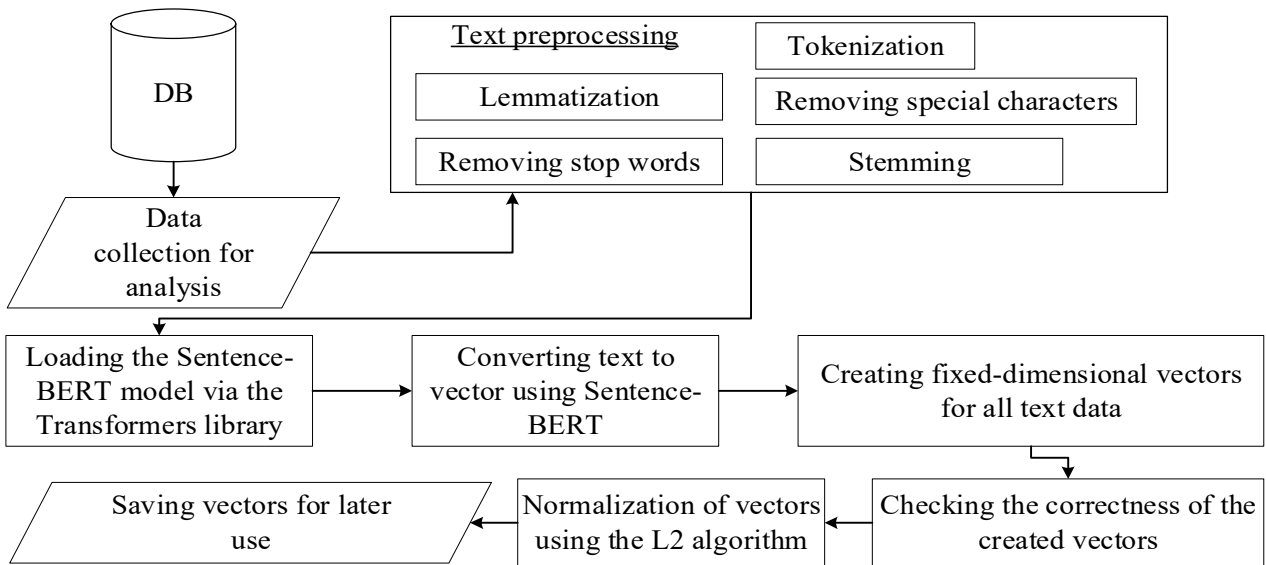 DB
Text preprocessing
Tokenization
Lemmatization
Removing special characters
Removing stop words
Stemming
Data
collection for
analysis
Loading the Sentence-
BERT model via the
Transformers library
Converting text to
vector using Sentence-
BERT
Creating fixed-dimensional vectors
for all text data
Checking the correctness of the
created vectors
Normalization of vectors
using the L2 algorithm
Saving vectors for later
use